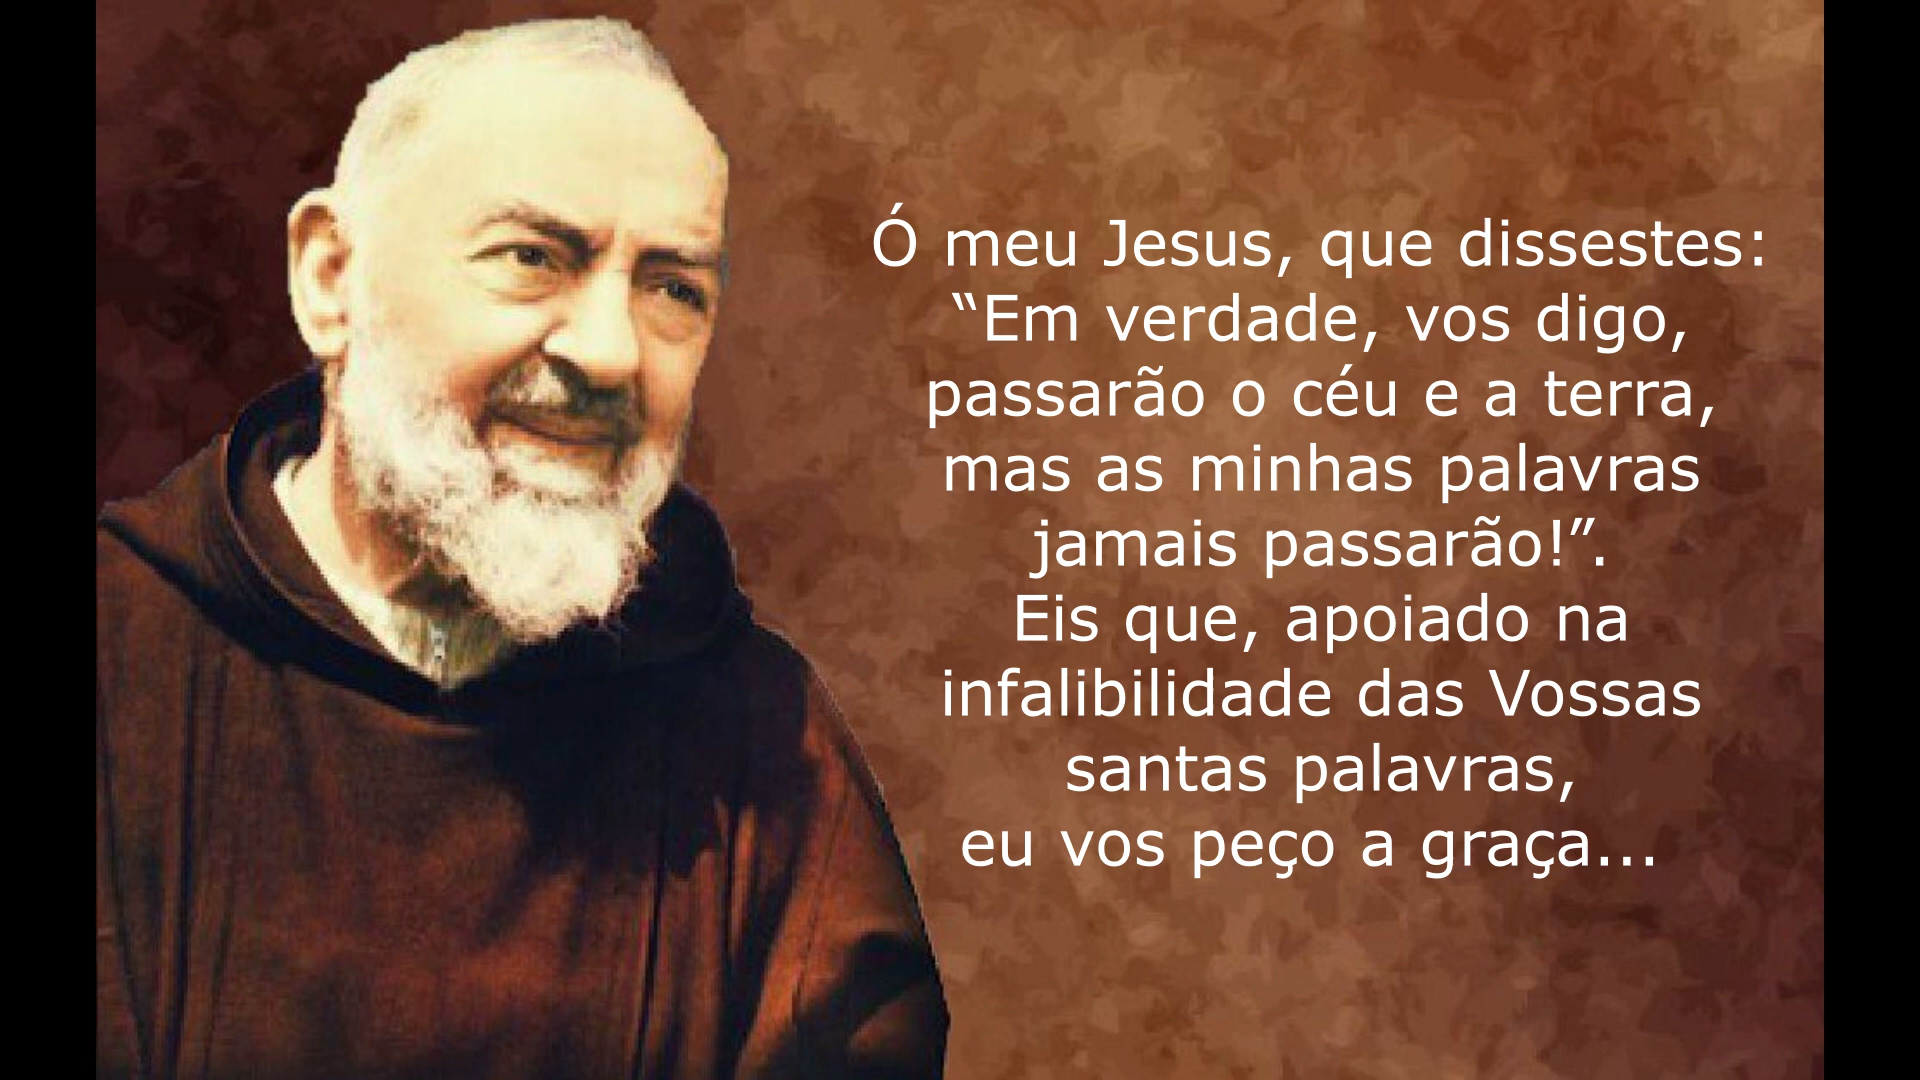 Ó meu Jesus, que dissestes:
“Em verdade, vos digo,
passarão o céu e a terra,
mas as minhas palavras
jamais passarão!”.
Eis que, apoiado na
infalibilidade das Vossas
santas palavras,
eu vos peço a graça...